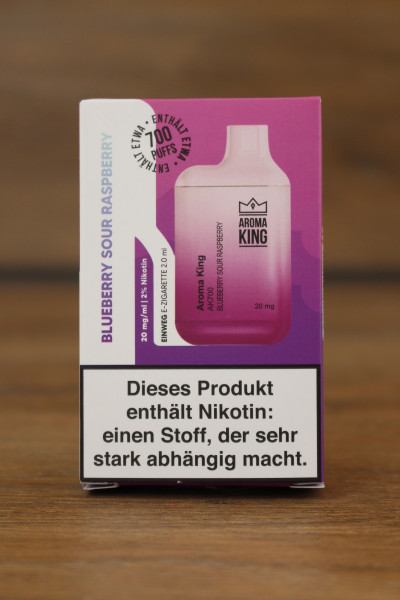 BLUEBERRY SOUR RASPBERRY
20 mg/ml | 2% Nikotin
EINWEG E-ZIGARETTE 2.0 ml
• ENTHÄLT ETWA • ENTHÄLT ETWA
700
PUFFS
AROMA
KING
Aroma King
AK700
BLUEBERRY SOUR RASPBERRY
20 mg
Dieses Produkt
enthält Nikotin:
einen Stoff, der sehr
stark abhängig macht.